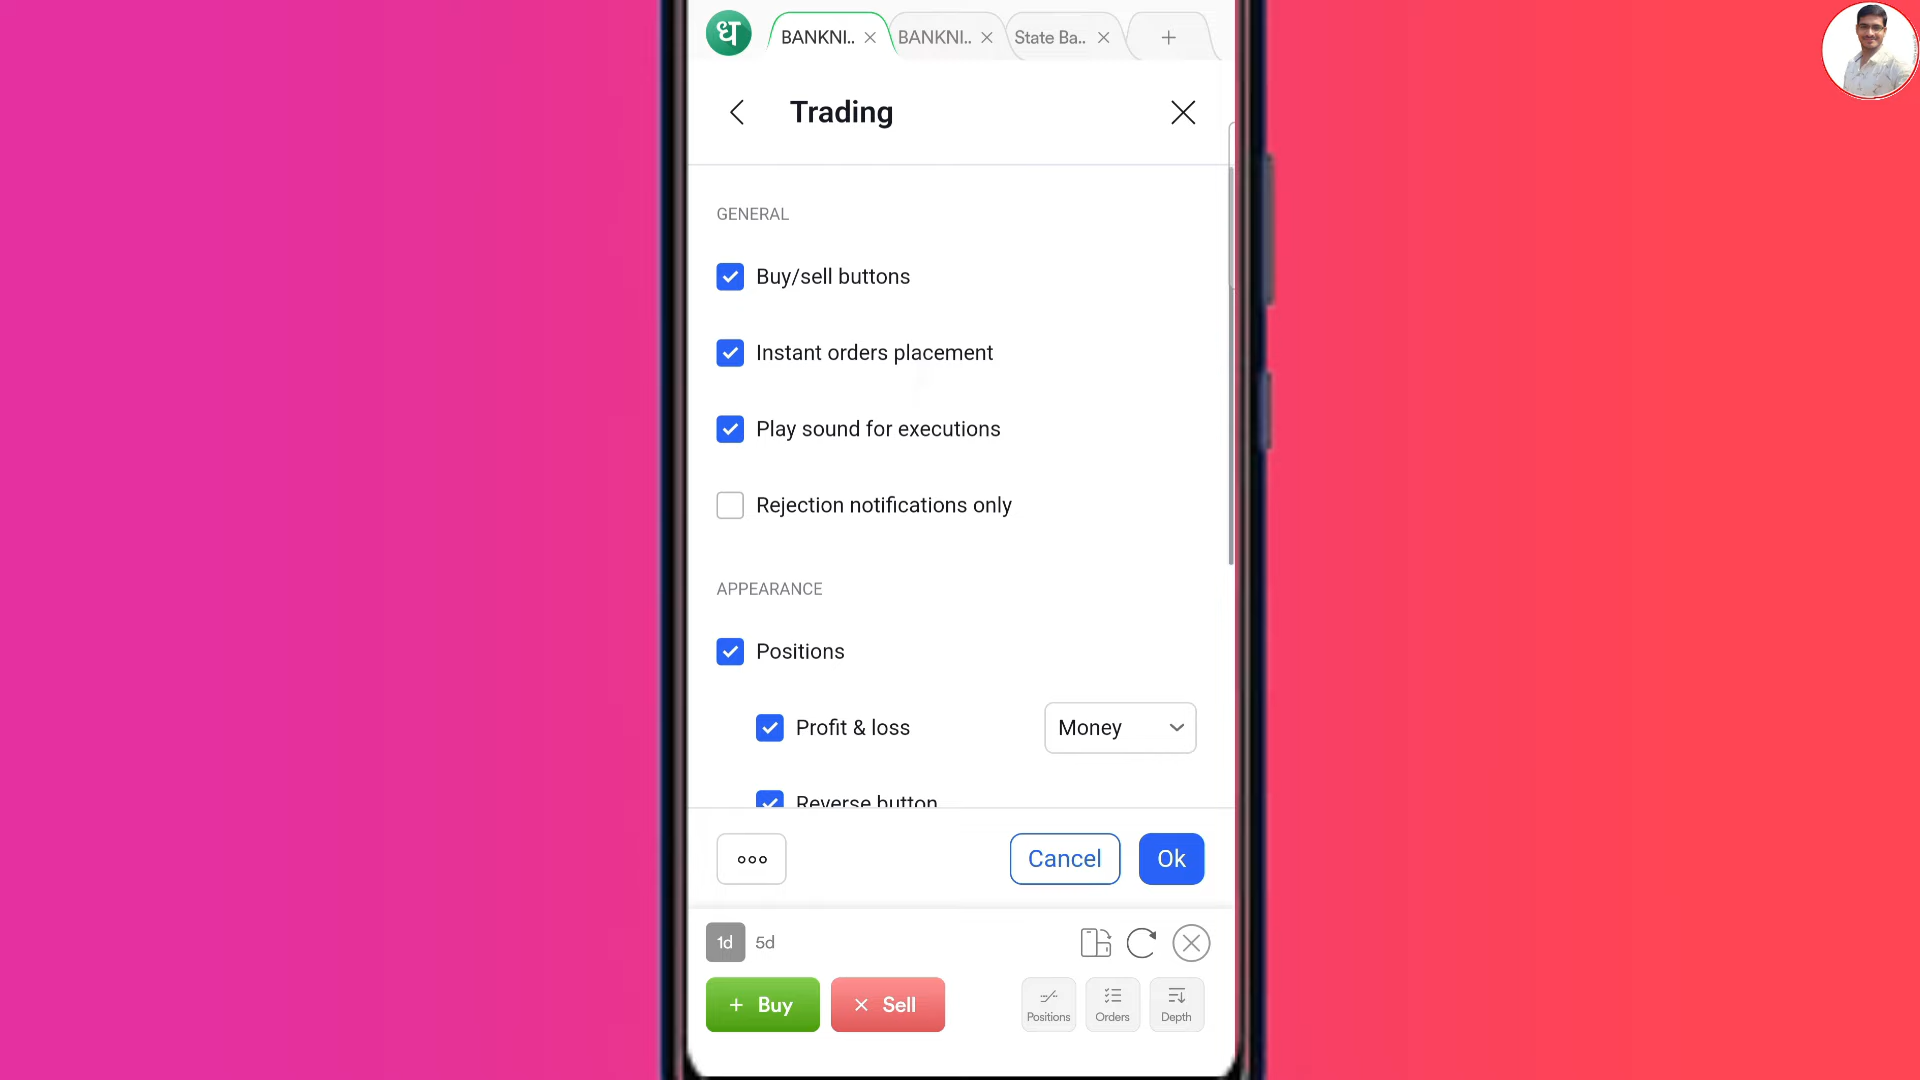 ध
BANKNI..
BANKNI..
State Ba..
Trading
GENERAL
Buy/sell buttons
Instant orders placement
Play sound for executions
Rejection notifications only
APPEARANCE
Positions
Profit & loss
Money
Reverse button
Cancel
Ok
1d
5d
+ Buy
× Sell
Positions
Orders
Depth